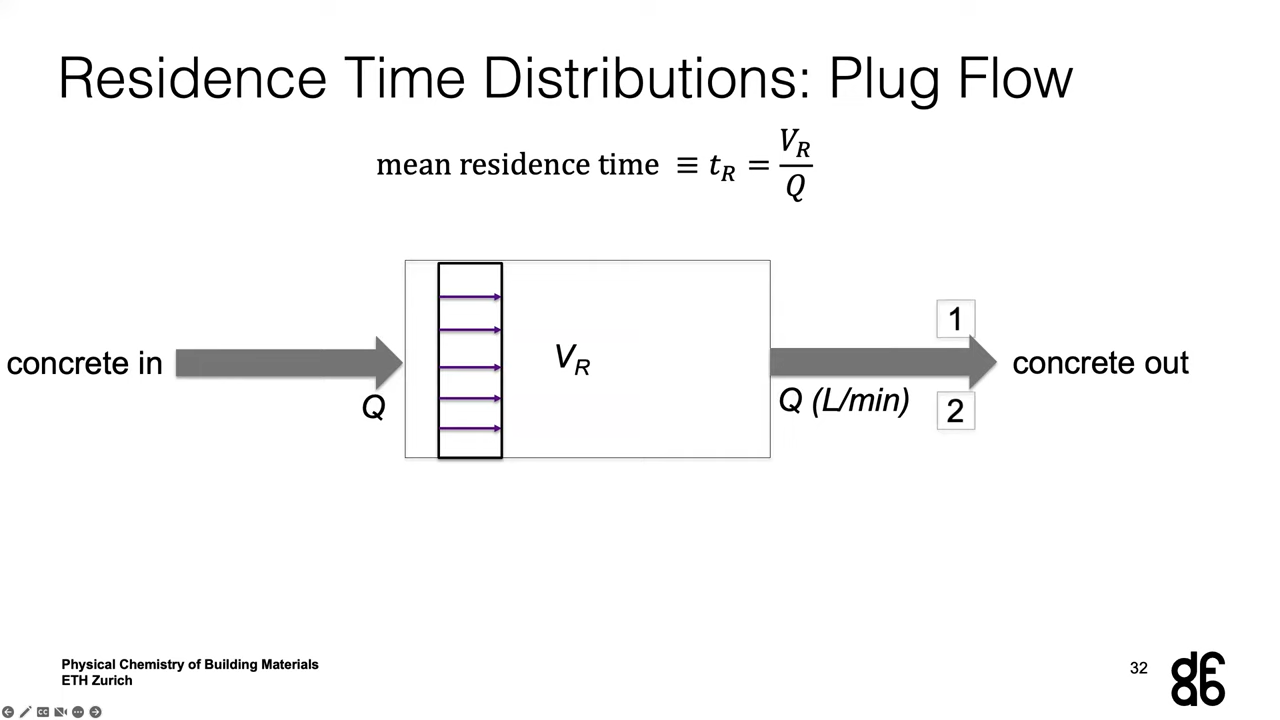 Residence Time Distributions: Plug Flow
mean residence time ≡ t_R = V_R / Q
1
concrete in
V_R
concrete out
Q
Q (L/min)
2
Physical Chemistry of Building Materials
ETH Zurich
32